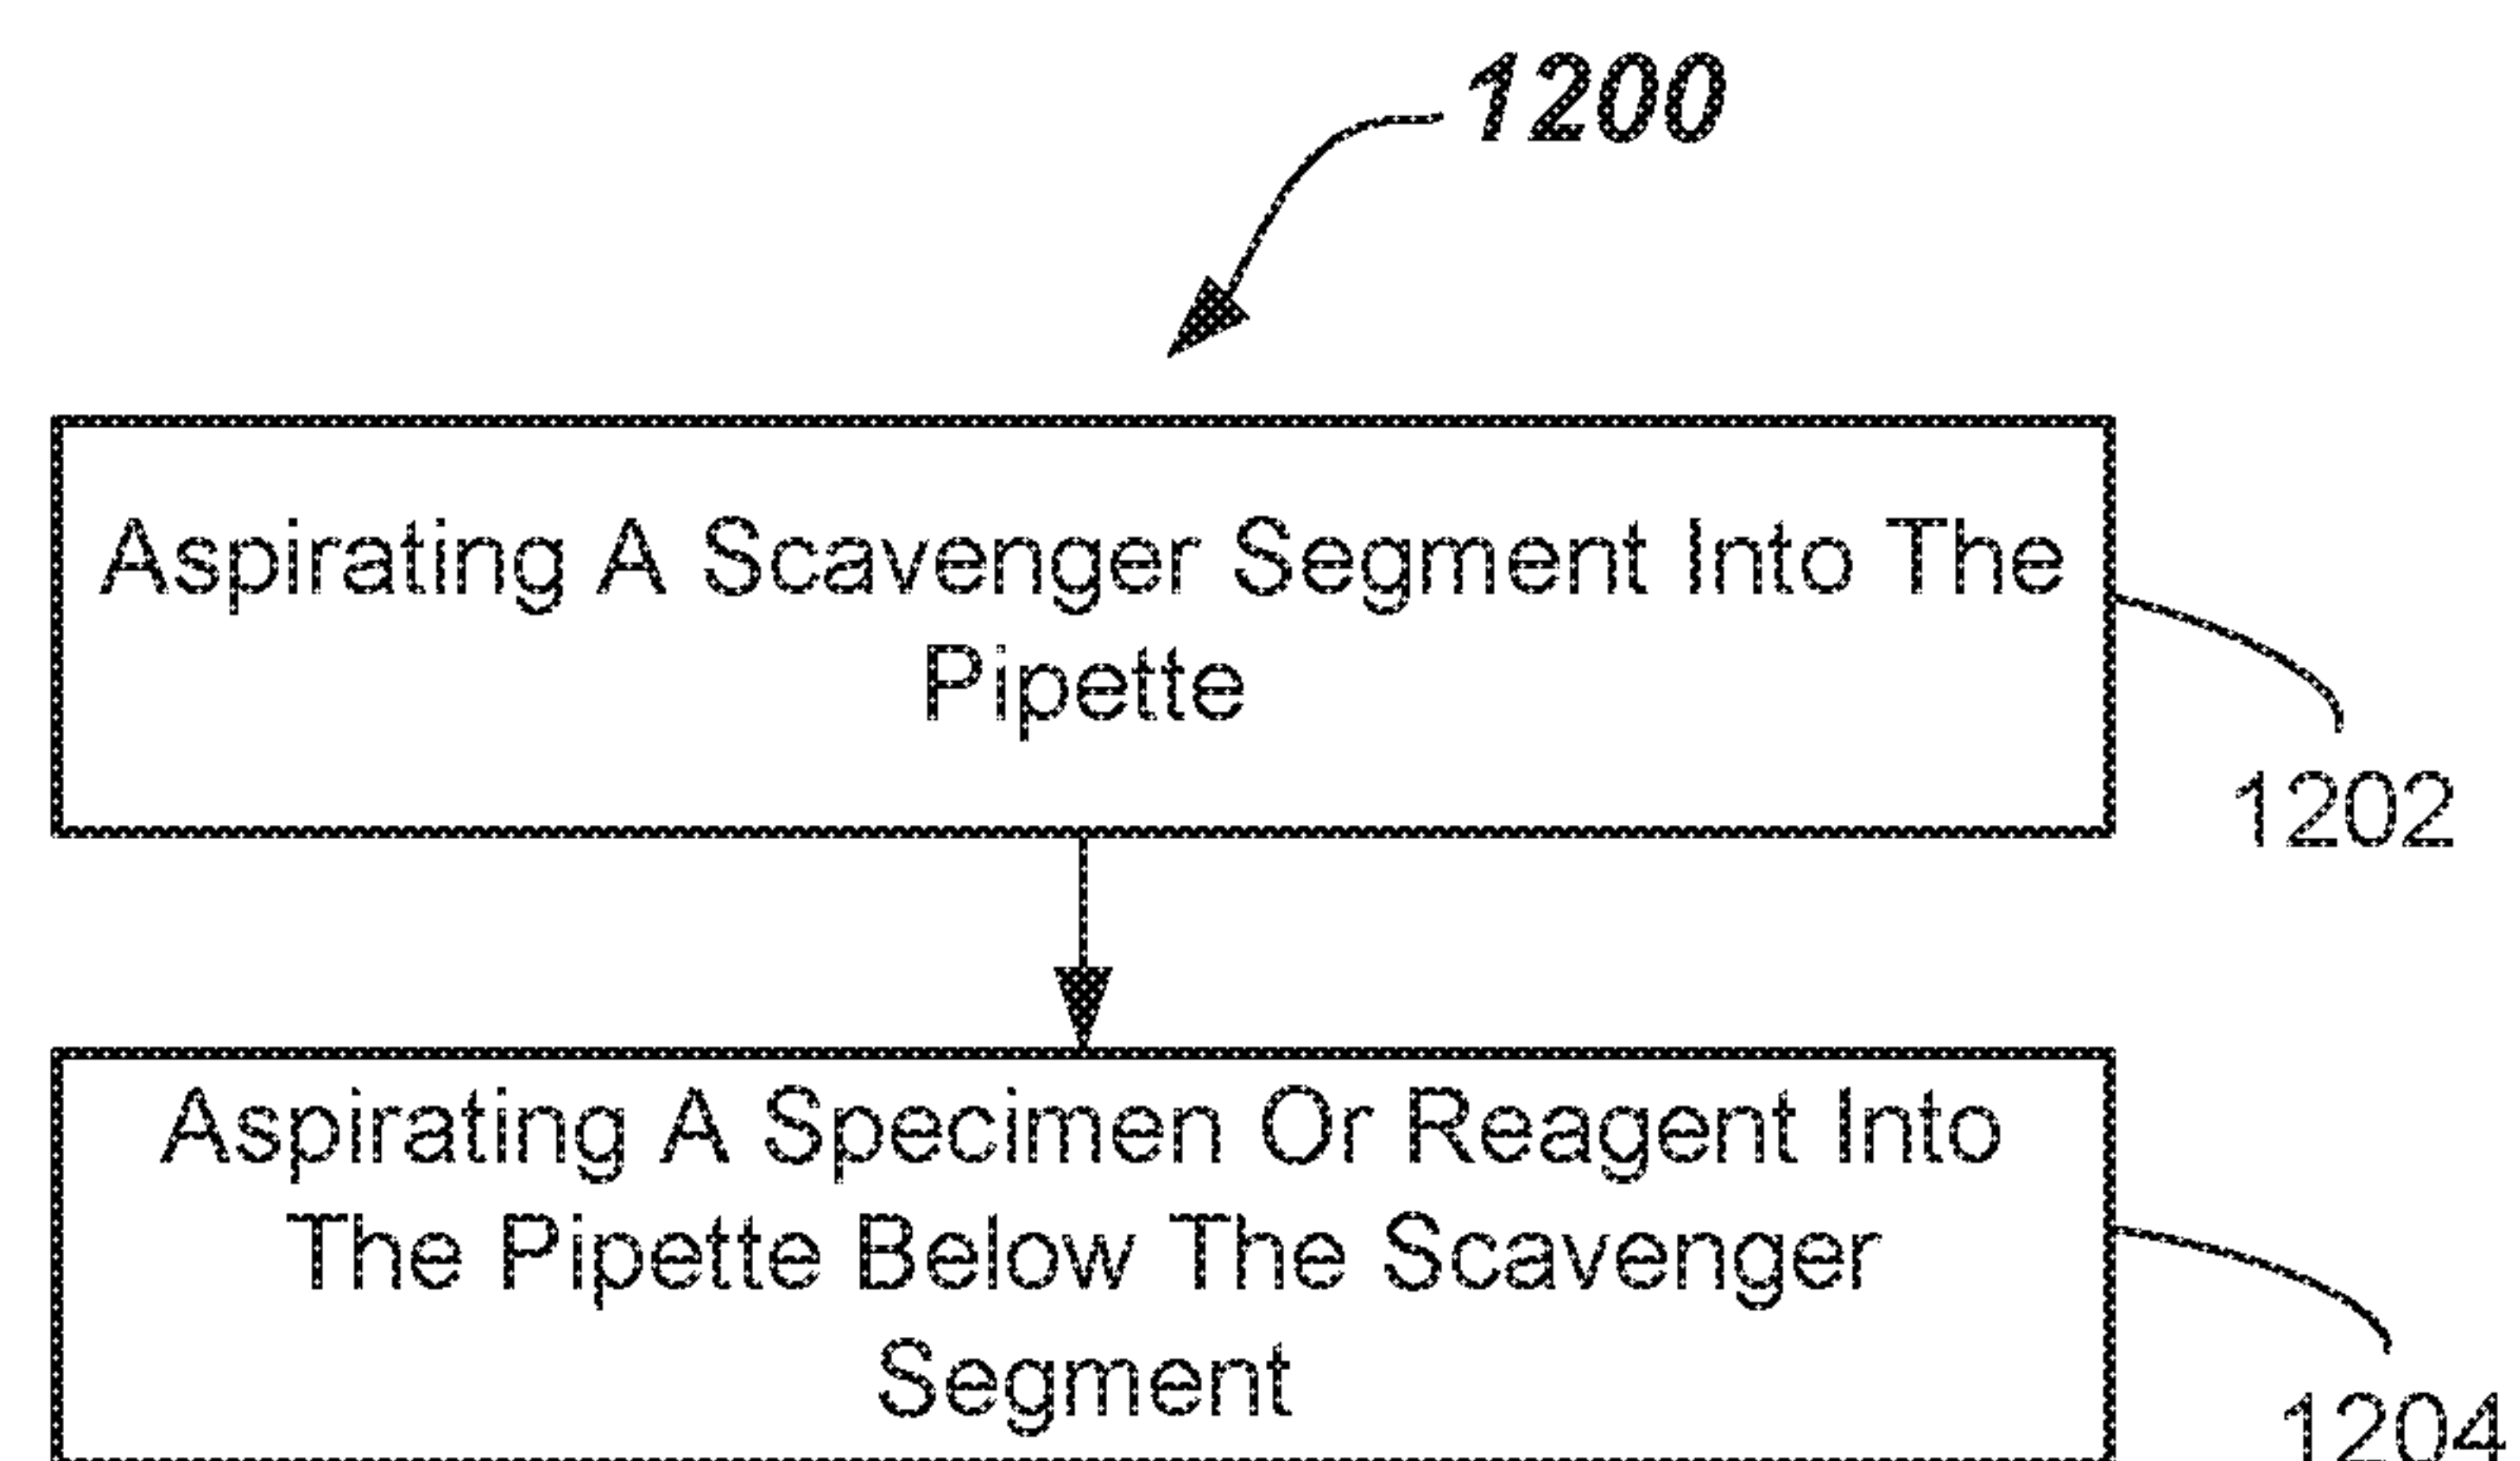 1200
Aspirating A Scavenger Segment Into The
Pipette
1202
Aspirating A Specimen Or Reagent Into
The Pipette Below The Scavenger
Segment
1204